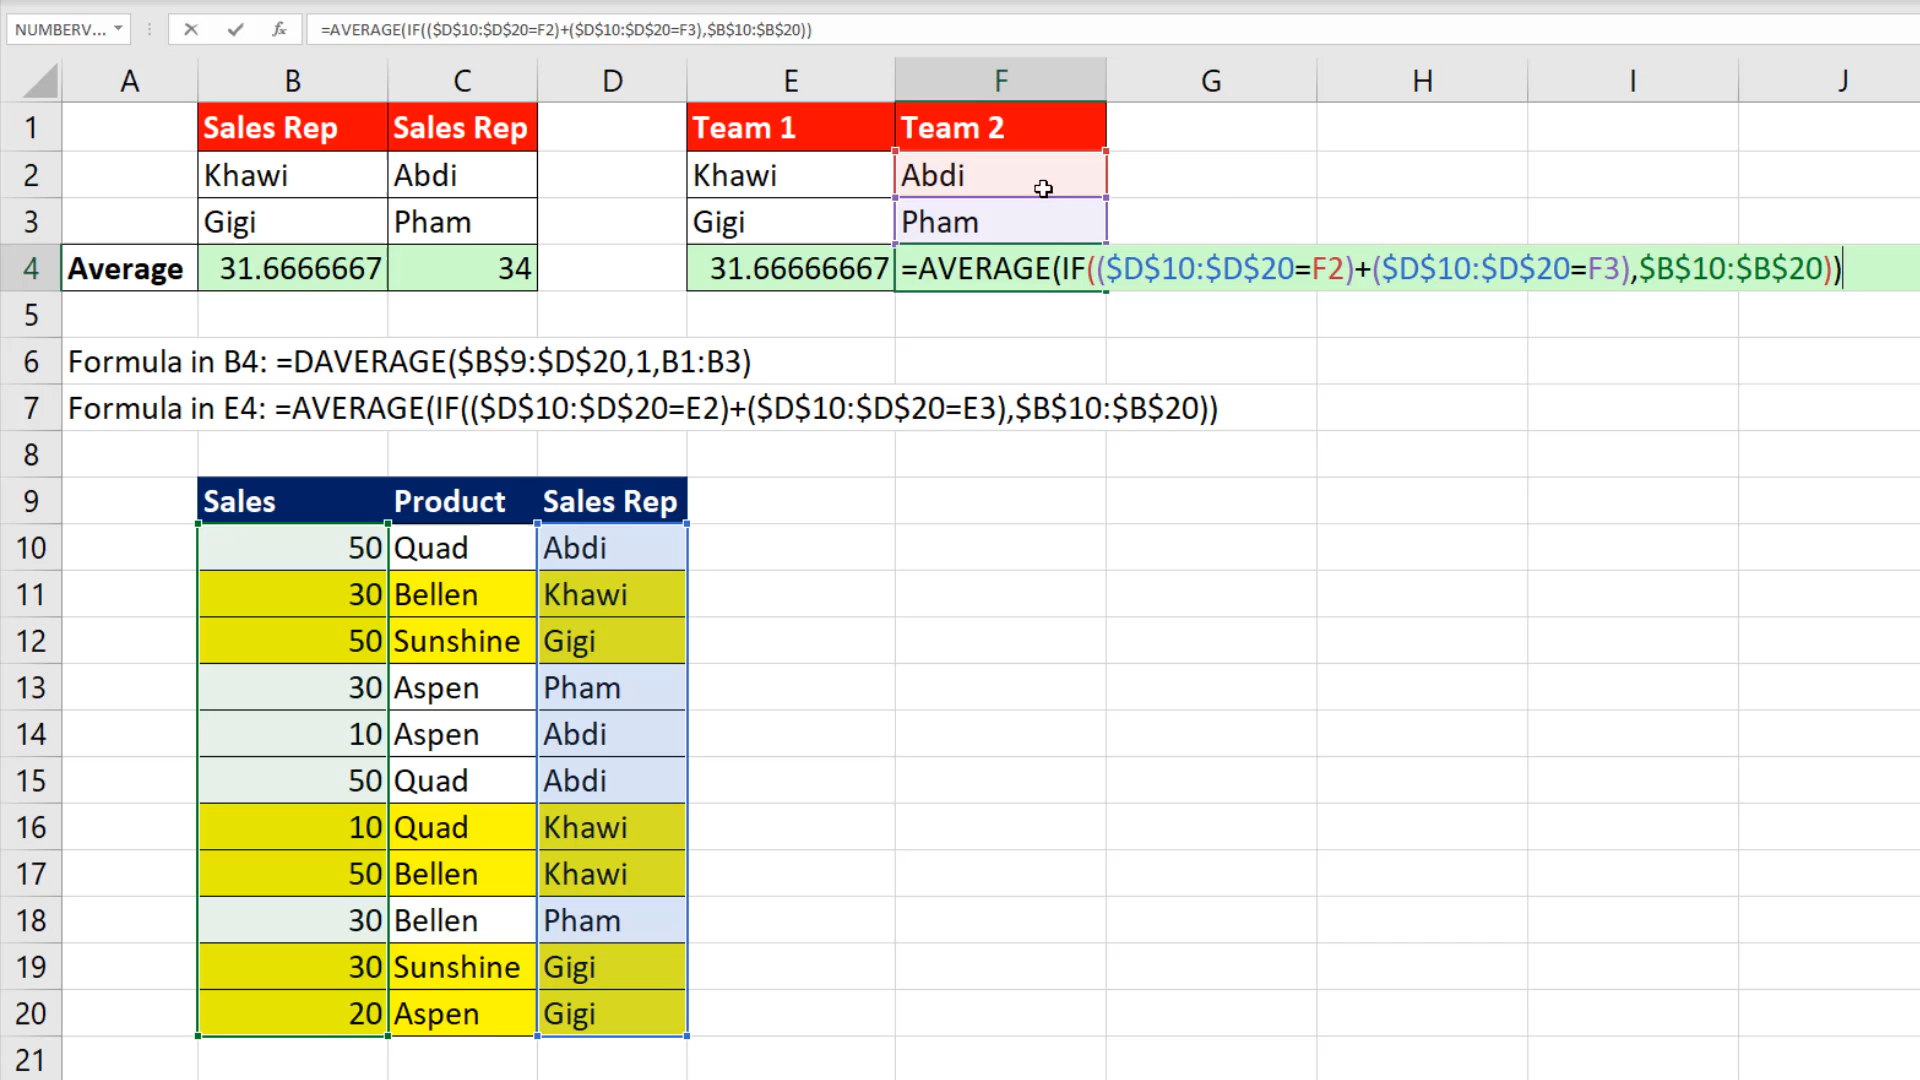 NUMBERV... =AVERAGE(IF(($D$10:$D$20=F2)+($D$10:$D$20=F3),$B$10:$B$20))
A B C D E F G H I J
1 Sales Rep Sales Rep Team 1 Team 2
2 Khawi Abdi Khawi Abdi
3 Gigi Pham Gigi Pham
4 Average 31.6666667 34 31.66666667 =AVERAGE(IF(($D$10:$D$20=F2)+($D$10:$D$20=F3),$B$10:$B$20))
5
6 Formula in B4: =DAVERAGE($B$9:$D$20,1,B1:B3)
7 Formula in E4: =AVERAGE(IF(($D$10:$D$20=E2)+($D$10:$D$20=E3),$B$10:$B$20))
8
9 Sales Product Sales Rep
10 50 Quad Abdi
11 30 Bellen Khawi
12 50 Sunshine Gigi
13 30 Aspen Pham
14 10 Aspen Abdi
15 50 Quad Abdi
16 10 Quad Khawi
17 50 Bellen Khawi
18 30 Bellen Pham
19 30 Sunshine Gigi
20 20 Aspen Gigi
21